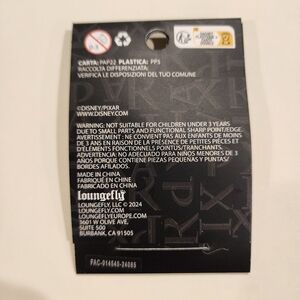 0-3
CARTA: PAP22 PLASTICA: PP5
RACCOLTA DIFFERENZIATA.
VERIFICA LE DISPOSIZIONI DEL TUO COMUNE
©DISNEY/PIXAR
WWW.DISNEY.COM
WARNING: NOT SUITABLE FOR CHILDREN UNDER 3 YEARS
DUE TO SMALL PARTS AND FUNCTIONAL SHARP POINT/EDGE.
AVERTISSEMENT : NE CONVIENT PAS AUX ENFANTS DE MOINS
DE 3 ANS EN RAISON DE LA PRÉSENCE DE PETITES PIÈCES ET
D'ÉLÉMENTS FONCTIONNELS POINTUS/TRANCHANTS.
ADVERTENCIA: NO ADECUADO PARA NIÑOS MENORES DE 3
AÑOS PORQUE CONTIENE PIEZAS PEQUEÑAS Y PUNTAS/
BORDES AFILADOS.
MADE IN CHINA
FABRIQUÉ EN CHINE
FABRICADO EN CHINA
Loungefly
LOUNGEFLY, LLC © 2024
LOUNGEFLY.COM
LOUNGEFLYEUROPE.COM
3601 W OLIVE AVE.
SUITE 500
BURBANK, CA 91505